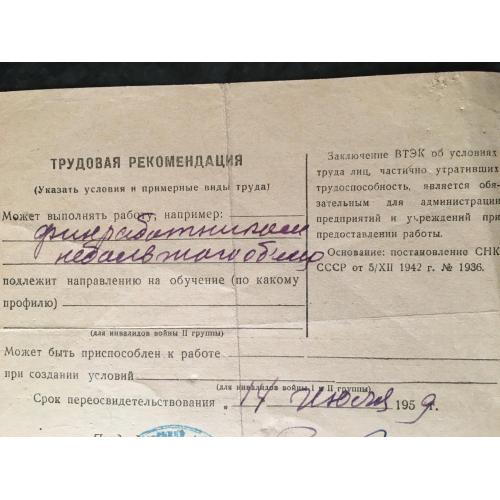 ТРУДОВАЯ РЕКОМЕНДАЦИЯ
(Указать условия и примерные виды труда)
Может выполнять работу, например:
финработником
небольшого об
подлежит направлению на обучение (по какому
профилю)
(для инвалидов войны II группы)
Может быть приспособлен к работе
при создании условий
(для инвалидов войны I и II группы)
Срок переосвидетельствования „14 июля 1959 г.
Заключение ВТЭК об условиях
труда лиц, частично утративших
трудоспособность, является обя-
зательным для администрации
предприятий и учреждений при
предоставлении работы.
Основание: постановление СНК
СССР от 5/XII 1942 г. № 1936.